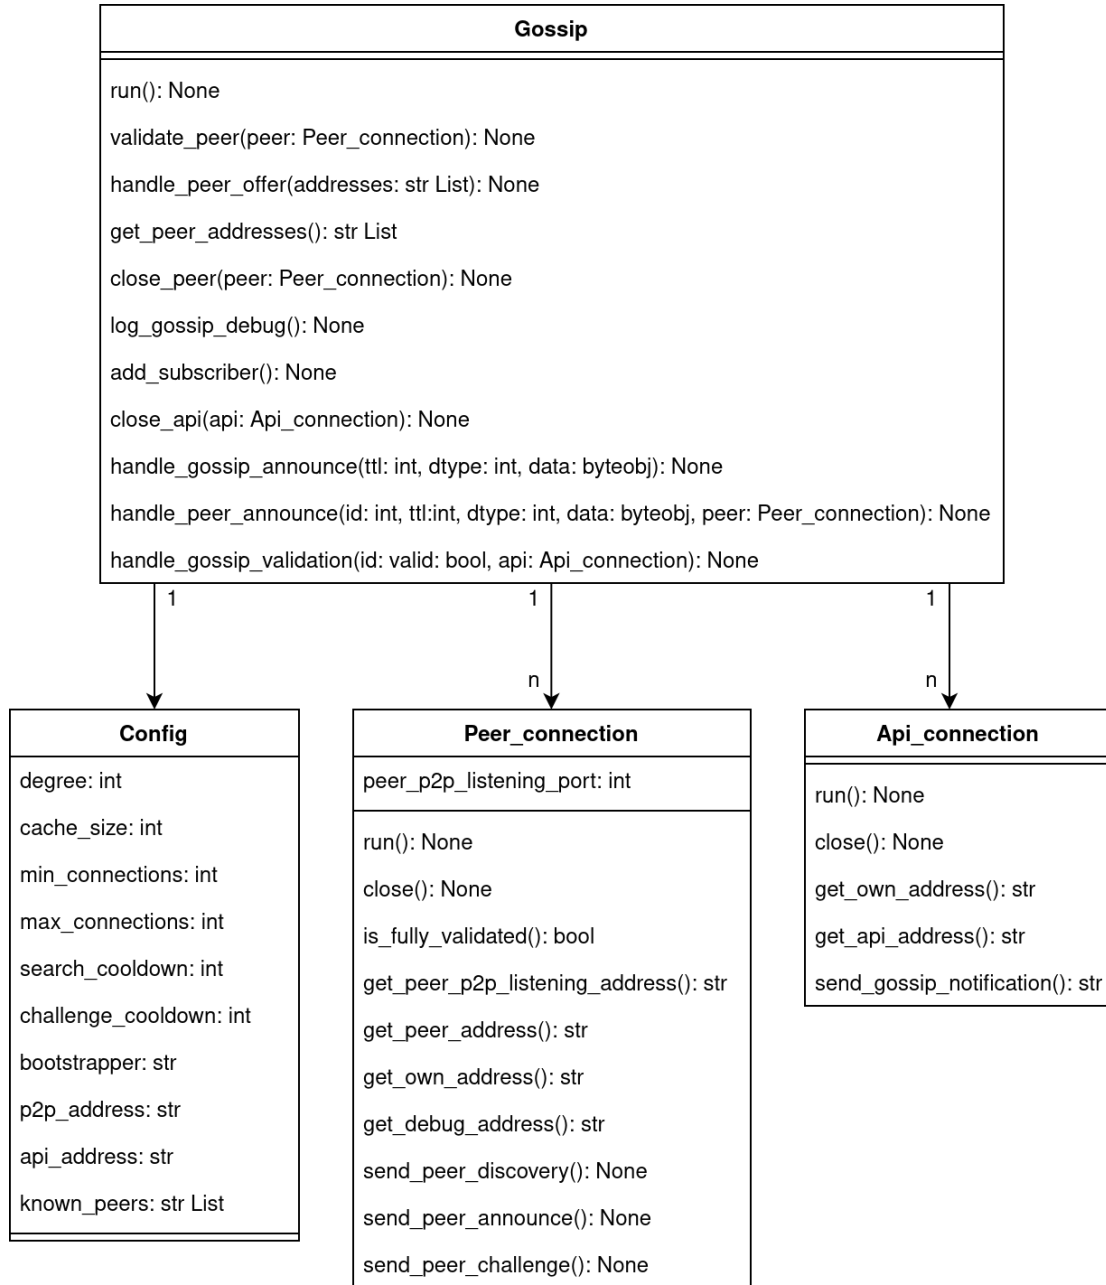 Gossip
run(): None
validate_peer(peer: Peer_connection): None
handle_peer_offer(addresses: str List): None
get_peer_addresses(): str List
close_peer(peer: Peer_connection): None
log_gossip_debug(): None
add_subscriber(): None
close_api(api: Api_connection): None
handle_gossip_announce(ttl: int, dtype: int, data: byteobj): None
handle_peer_announce(id: int, ttl:int, dtype: int, data: byteobj, peer: Peer_connection): None
handle_gossip_validation(id: valid: bool, api: Api_connection): None
1
1
1
n
n
Config
degree: int
cache_size: int
min_connections: int
max_connections: int
search_cooldown: int
challenge_cooldown: int
bootstrapper: str
p2p_address: str
api_address: str
known_peers: str List
Peer_connection
peer_p2p_listening_port: int
run(): None
close(): None
is_fully_validated(): bool
get_peer_p2p_listening_address(): str
get_peer_address(): str
get_own_address(): str
get_debug_address(): str
send_peer_discovery(): None
send_peer_announce(): None
send_peer_challenge(): None
Api_connection
run(): None
close(): None
get_own_address(): str
get_api_address(): str
send_gossip_notification(): str